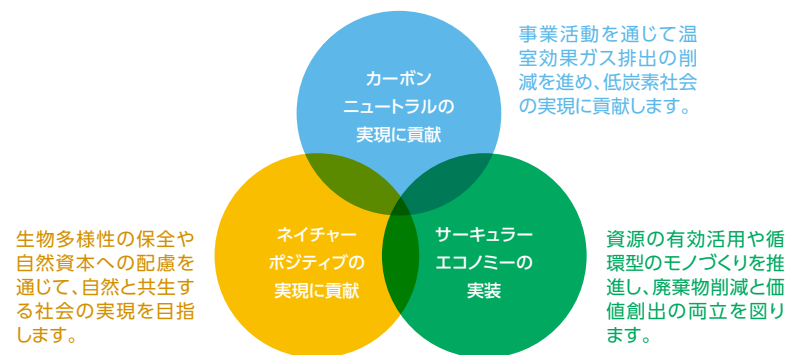 事業活動を通じて温
室効果ガス排出の削
減を進め、低炭素社会
の実現に貢献します。
カーボン
ニュートラルの
実現に貢献
生物多様性の保全や
自然資本への配慮を
通じて、自然と共生す
る社会の実現を目指
します。
ネイチャー
ポジティブの
実現に貢献
サーキュラー
エコノミーの
実装
資源の有効活用や循
環型のモノづくりを推
進し、廃棄物削減と価
値創出の両立を図り
ます。